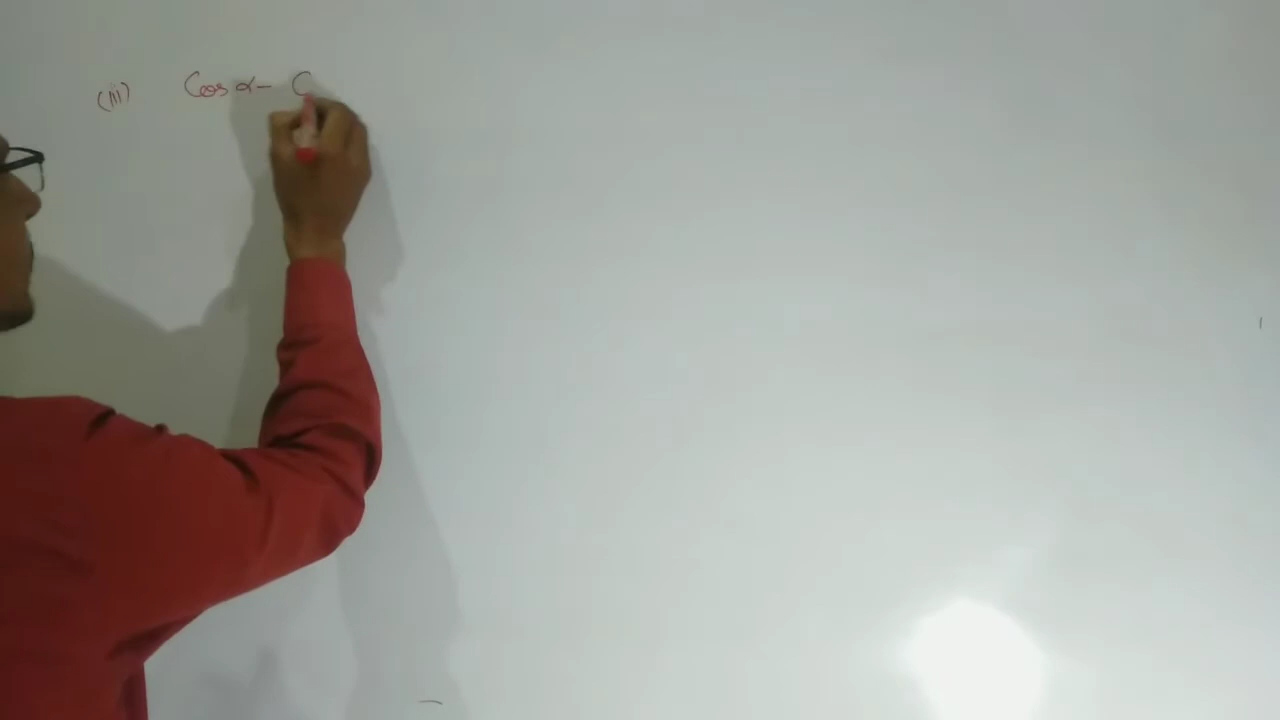 (iii) Cos α - C